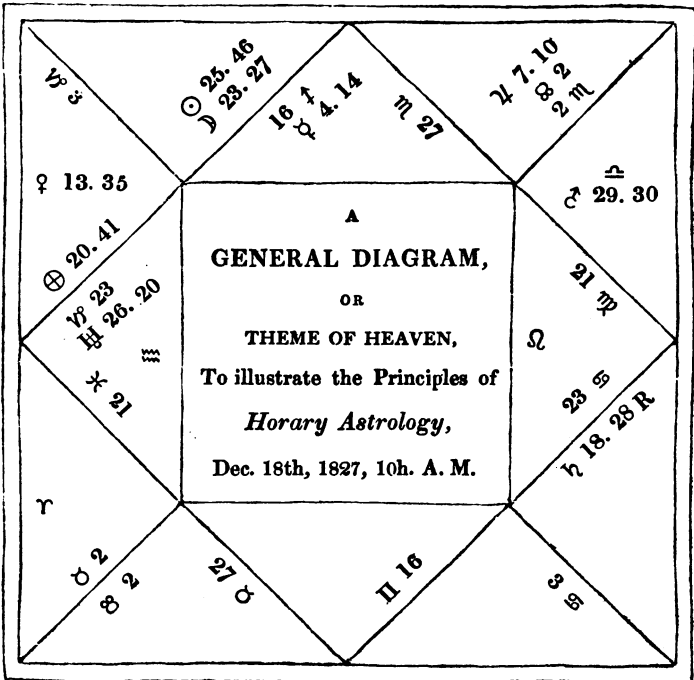 ♑ 3
☉ 25. 46
☽ 23. 27
16 ♐
☿ 4. 14
♏ 27
♃ 7. 10
☊ 2
2 ♏
♀ 13. 35
♎
♂ 29. 30
⊕ 20. 41
♑ 23
♅ 26. 20
♒
♓ 21
A
GENERAL DIAGRAM,
OR
THEME OF HEAVEN,
To illustrate the Principles of
Horary Astrology,
Dec. 18th, 1827, 10h. A. M.
21 ♍
♌
23 ♋
♄ 18. 28 R
♈
♉ 2
☋ 2
27 ♉
♊ 16
3 ♋